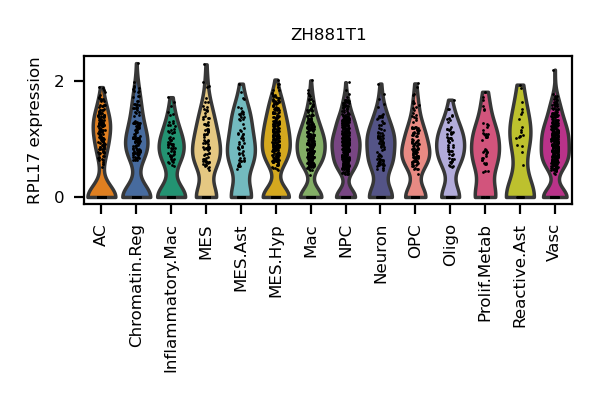 ZH881T1
RPL17 expression
2
0
AC
Chromatin.Reg
Inflammatory.Mac
MES
MES.Ast
MES.Hyp
Mac
NPC
Neuron
OPC
Oligo
Prolif.Metab
Reactive.Ast
Vasc